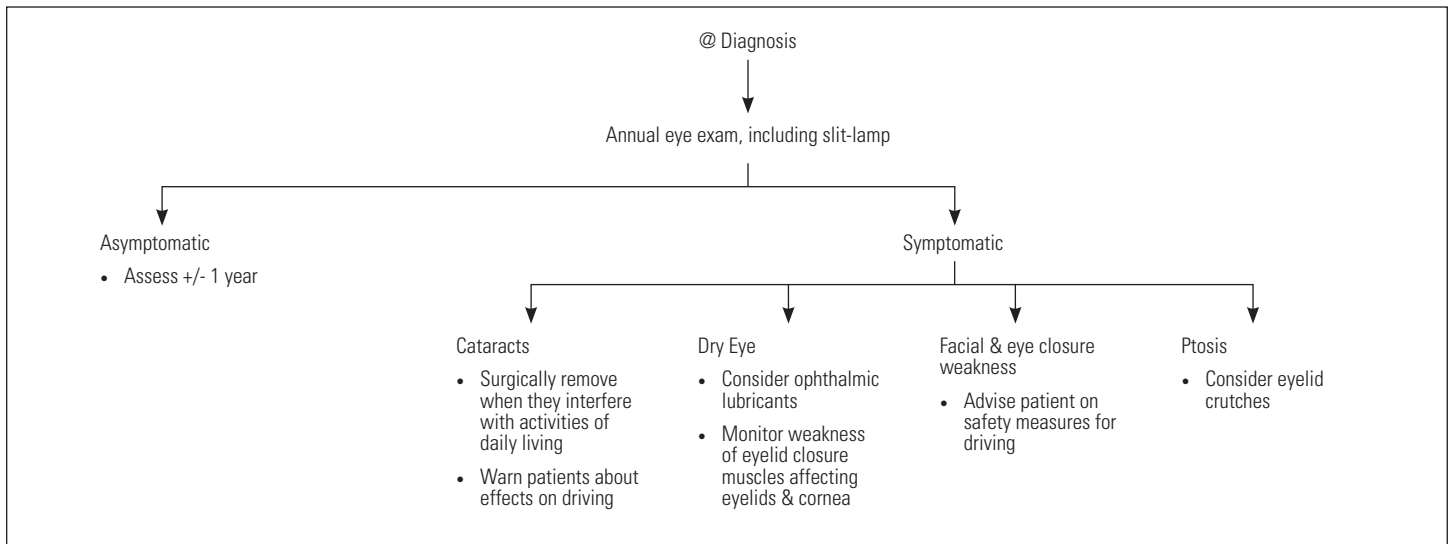 @ Diagnosis
Annual eye exam, including slit-lamp
Asymptomatic
• Assess +/- 1 year
Symptomatic
Cataracts
• Surgically remove
when they interfere
with activities of
daily living
• Warn patients about
effects on driving
Dry Eye
• Consider ophthalmic
lubricants
• Monitor weakness
of eyelid closure
muscles affecting
eyelids & cornea
Facial & eye closure
weakness
• Advise patient on
safety measures for
driving
Ptosis
• Consider eyelid
crutches